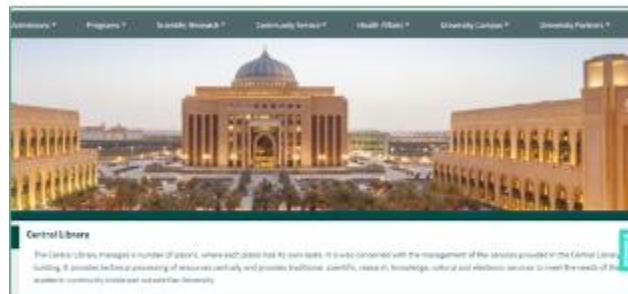 Admissions Programs Scientific Research Community Service Health Affairs University Campus University Partners
Central Library
The Central Library manages a number of where each has its own tasks. It is also concerned with the management of the services provided in the Central Library
building. It provides technical processing of resources centrally and provides traditional, scientific, research, knowledge, cultural and electronic services to meet the needs of the
academic community inside and outside the University.